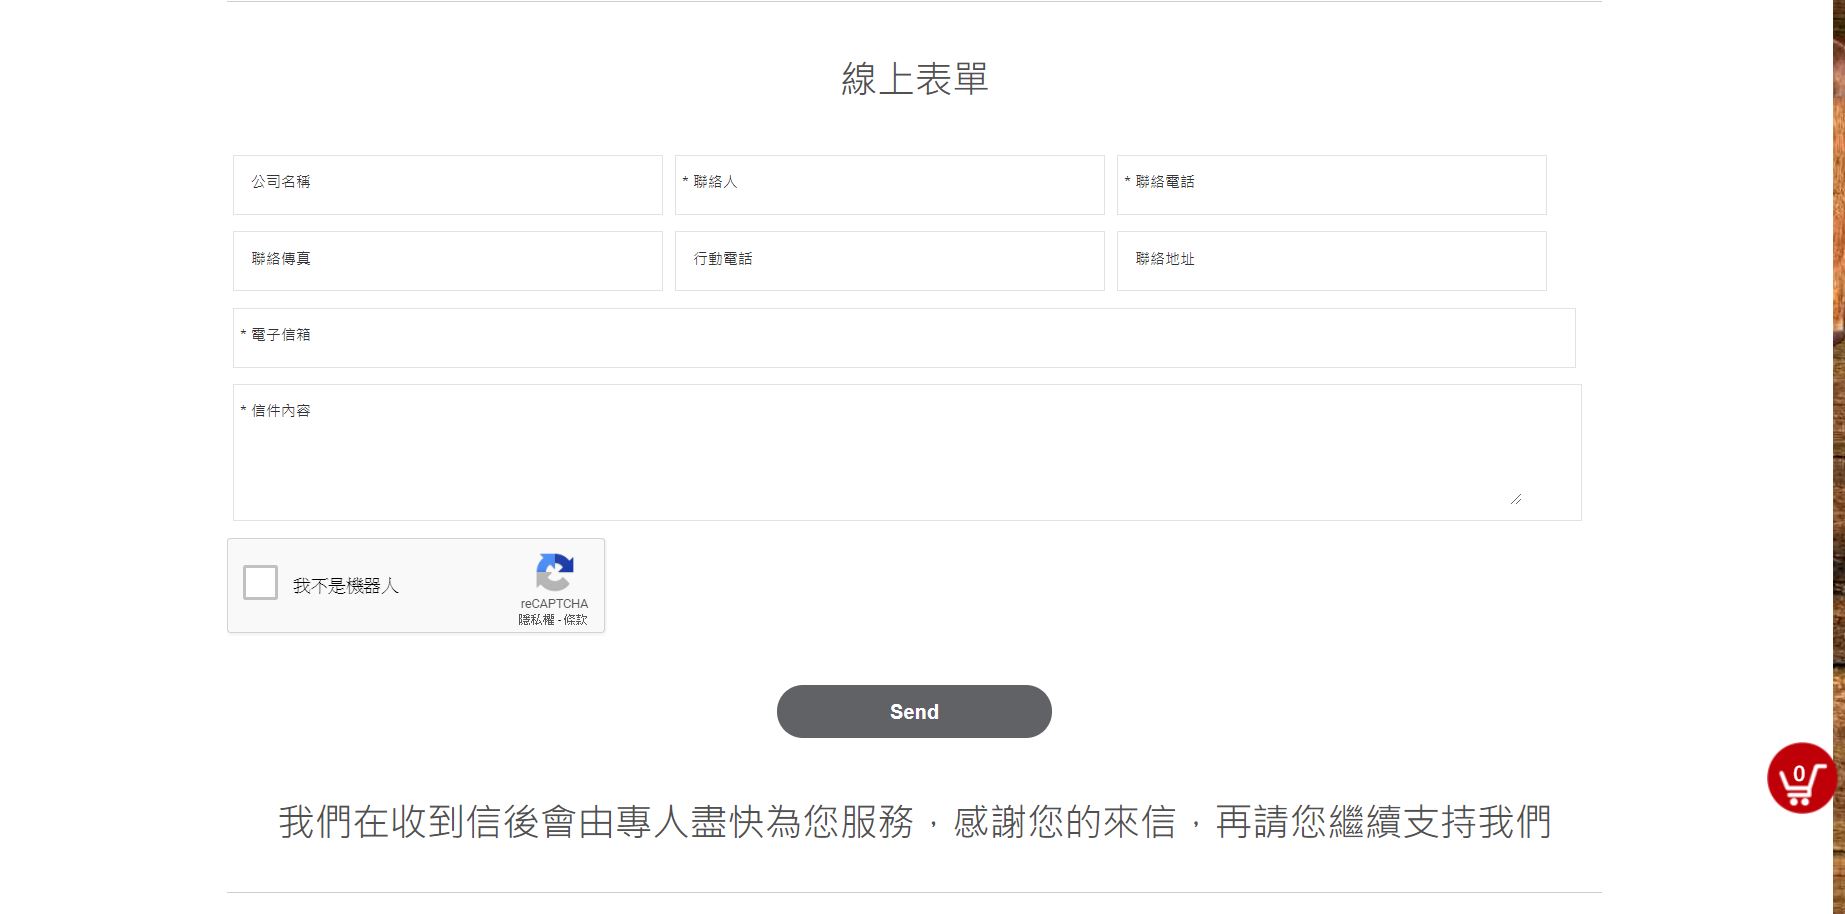 線上表單
公司名稱
* 聯絡人
* 聯絡電話
聯絡傳真
行動電話
聯絡地址
* 電子信箱
* 信件內容
我不是機器人
reCAPTCHA
隱私權 - 條款
Send
0
我們在收到信後會由專人盡快為您服務，感謝您的來信，再請您繼續支持我們